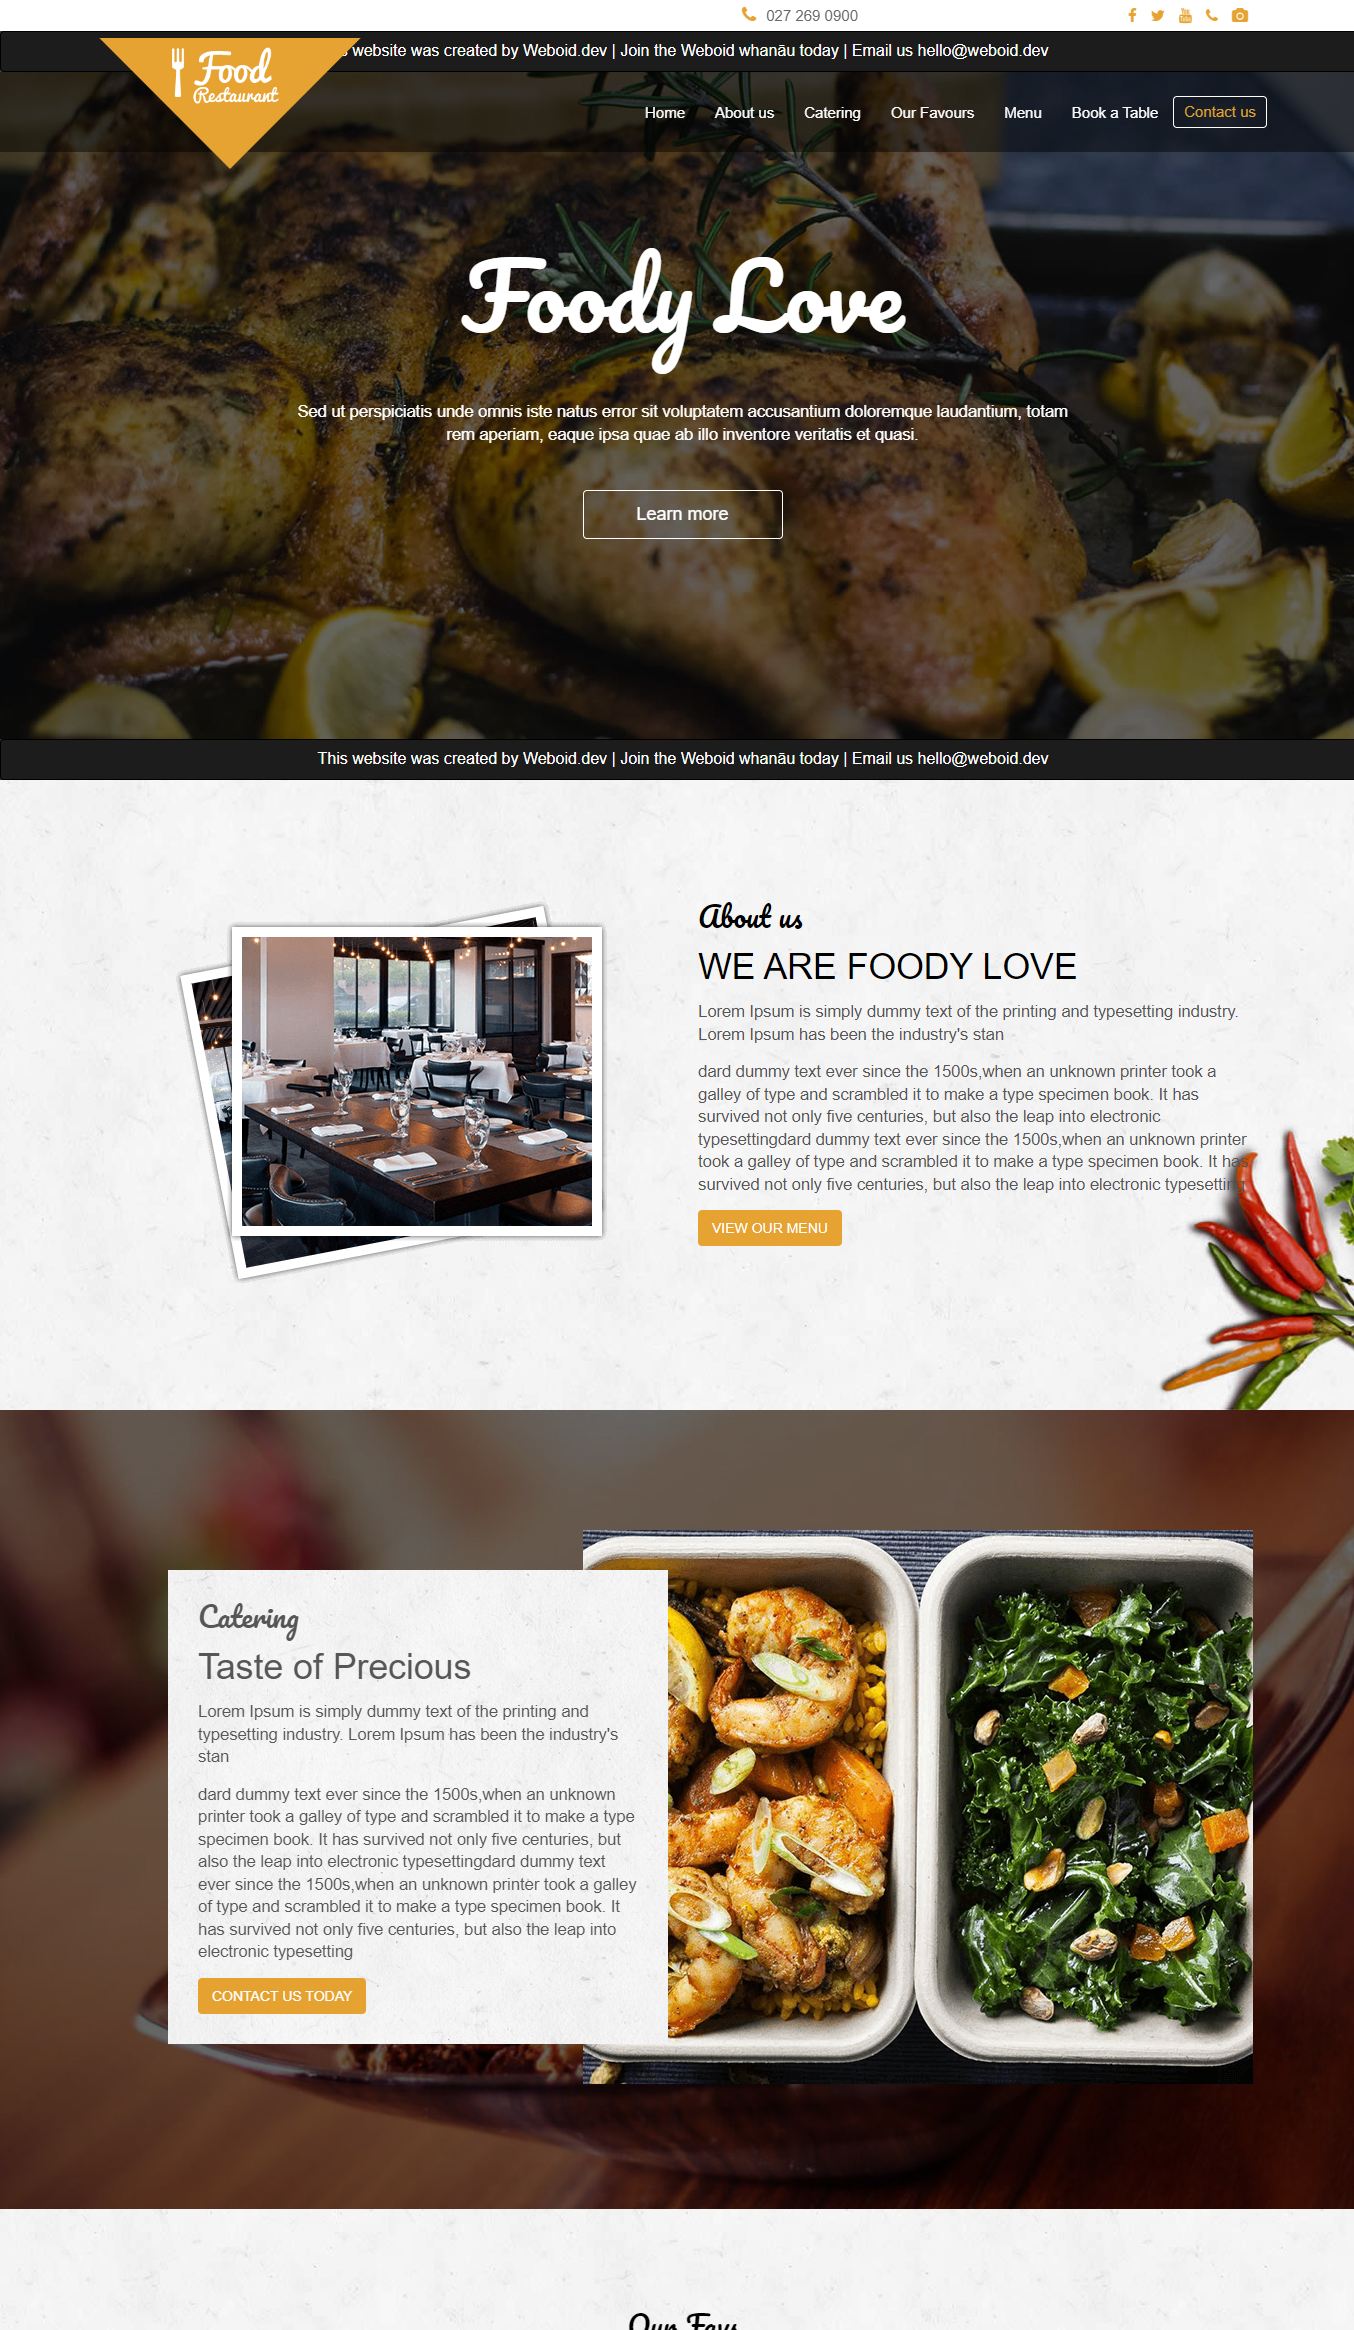 027 269 0900
website was created by Weboid.dev | Join the Weboid whanāu today | Email us hello@weboid.dev
Food
Restaurant
Home About us Catering Our Favours Menu Book a Table Contact us
Foody Love
Sed ut perspiciatis unde omnis iste natus error sit voluptatem accusantium doloremque laudantium, totam
rem aperiam, eaque ipsa quae ab illo inventore veritatis et quasi.
Learn more
This website was created by Weboid.dev | Join the Weboid whanāu today | Email us hello@weboid.dev
About us
WE ARE FOODY LOVE
Lorem Ipsum is simply dummy text of the printing and typesetting industry.
Lorem Ipsum has been the industry's stan
dard dummy text ever since the 1500s,when an unknown printer took a
galley of type and scrambled it to make a type specimen book. It has
survived not only five centuries, but also the leap into electronic
typesettingdard dummy text ever since the 1500s,when an unknown printer
took a galley of type and scrambled it to make a type specimen book. It has
survived not only five centuries, but also the leap into electronic typesetting
VIEW OUR MENU
Catering
Taste of Precious
Lorem Ipsum is simply dummy text of the printing and
typesetting industry. Lorem Ipsum has been the industry's
stan
dard dummy text ever since the 1500s,when an unknown
printer took a galley of type and scrambled it to make a type
specimen book. It has survived not only five centuries, but
also the leap into electronic typesettingdard dummy text
ever since the 1500s,when an unknown printer took a galley
of type and scrambled it to make a type specimen book. It
has survived not only five centuries, but also the leap into
electronic typesetting
CONTACT US TODAY
Our Favs